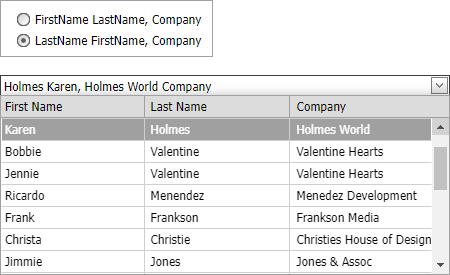 FirstName LastName, Company
LastName FirstName, Company
Holmes Karen, Holmes World Company
First Name Last Name Company
Karen Holmes Holmes World
Bobbie Valentine Valentine Hearts
Jennie Valentine Valentine Hearts
Ricardo Menendez Menedez Development
Frank Frankson Frankson Media
Christa Christie Christies House of Design
Jimmie Jones Jones & Assoc